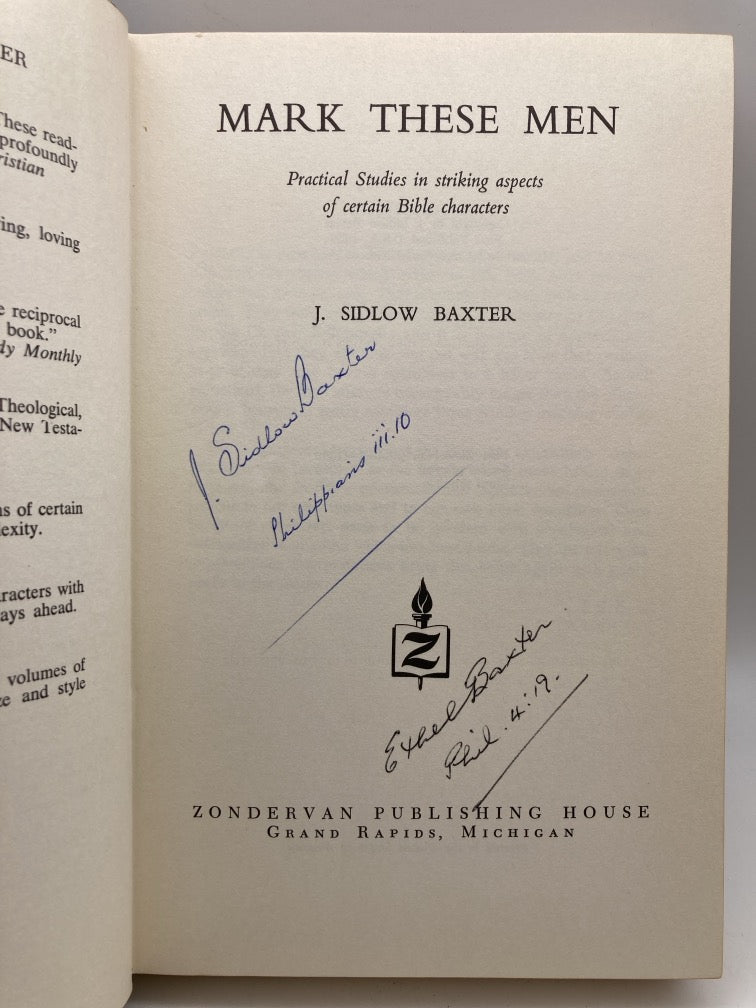 ER
These read-
profoundly
ristian
ing, loving
e reciprocal
book."
dy Monthly
Theological,
New Testa-
ns of certain
exity.
racters with
ays ahead.
volumes of
ze and style
MARK THESE MEN
Practical Studies in striking aspects
of certain Bible characters
J. SIDLOW BAXTER
J. Sidlow Baxter
Philippians iii.10
Z
Ethel Baxter.
Phil. 4:19.
ZONDERVAN PUBLISHING HOUSE
GRAND RAPIDS, MICHIGAN